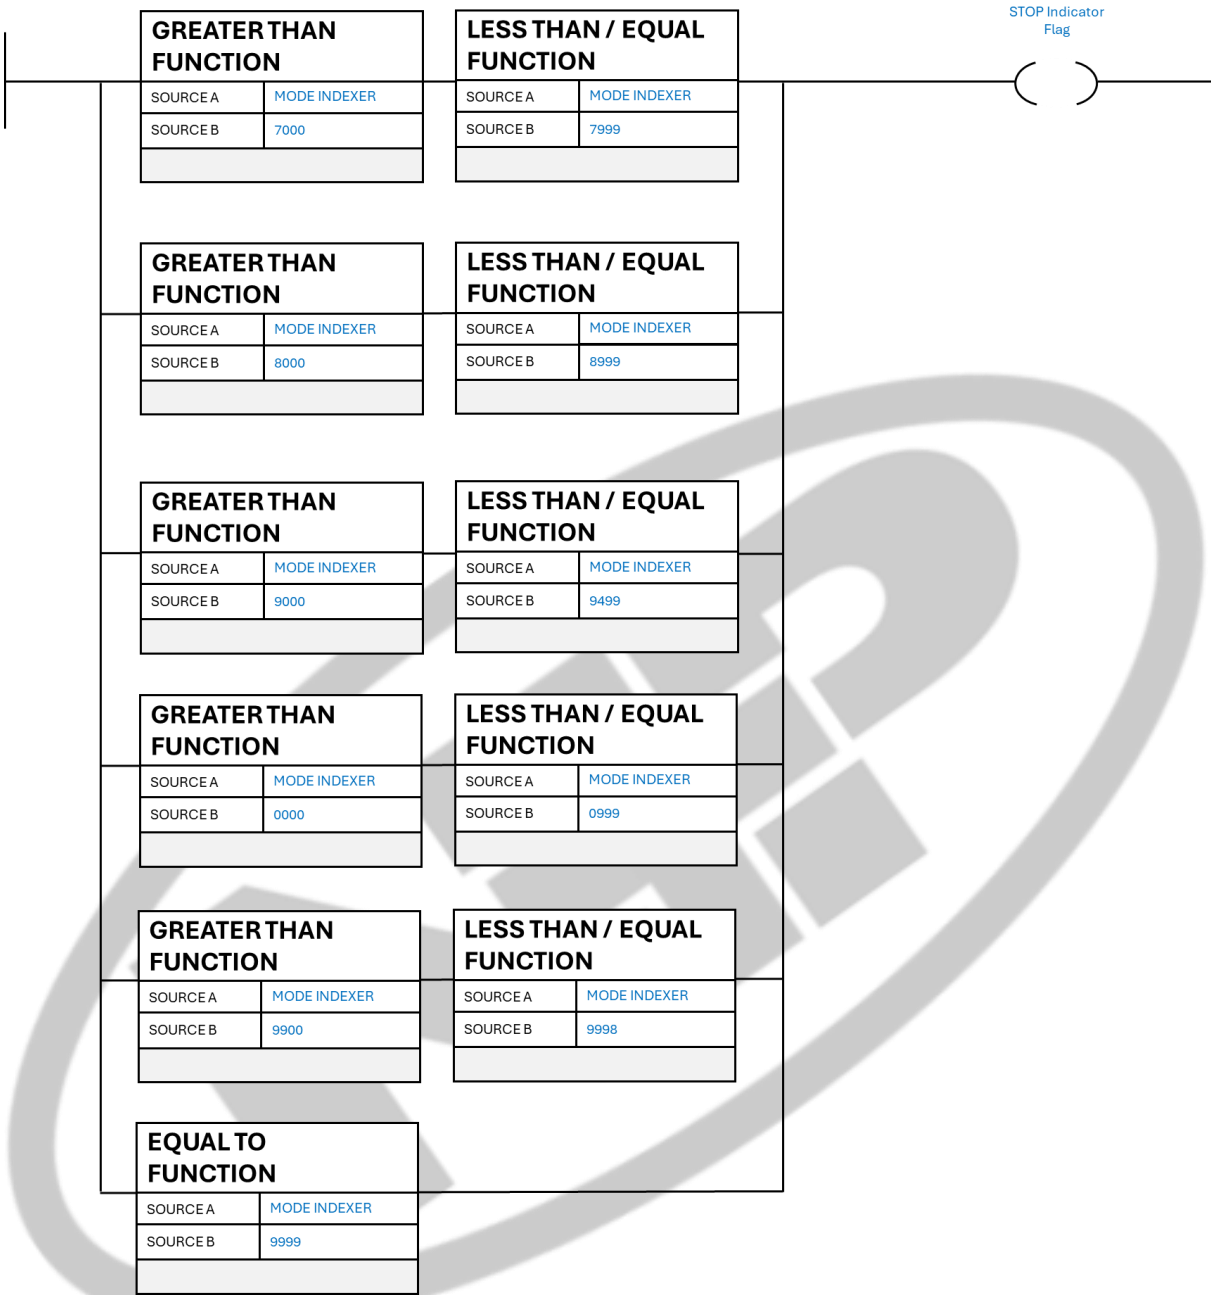 STOP Indicator
Flag
GREATER THAN
FUNCTION
SOURCE A MODE INDEXER
SOURCE B 7000
LESS THAN / EQUAL
FUNCTION
SOURCE A MODE INDEXER
SOURCE B 7999
GREATER THAN
FUNCTION
SOURCE A MODE INDEXER
SOURCE B 8000
LESS THAN / EQUAL
FUNCTION
SOURCE A MODE INDEXER
SOURCE B 8999
GREATER THAN
FUNCTION
SOURCE A MODE INDEXER
SOURCE B 9000
LESS THAN / EQUAL
FUNCTION
SOURCE A MODE INDEXER
SOURCE B 9499
GREATER THAN
FUNCTION
SOURCE A MODE INDEXER
SOURCE B 0000
LESS THAN / EQUAL
FUNCTION
SOURCE A MODE INDEXER
SOURCE B 0999
GREATER THAN
FUNCTION
SOURCE A MODE INDEXER
SOURCE B 9900
LESS THAN / EQUAL
FUNCTION
SOURCE A MODE INDEXER
SOURCE B 9998
EQUAL TO
FUNCTION
SOURCE A MODE INDEXER
SOURCE B 9999